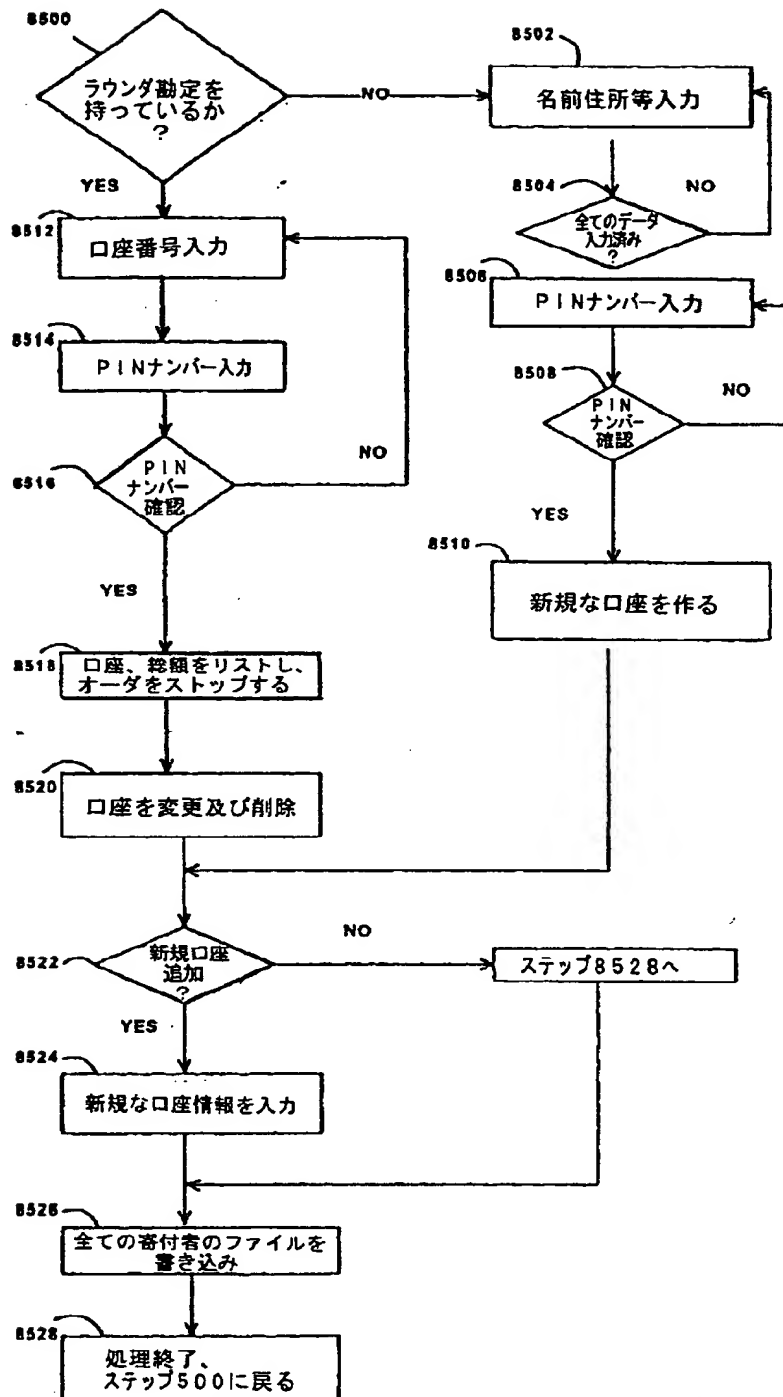 8500
ラウンダ勘定を
持っているか
?
NO
YES
8502
名前住所等入力
8504
NO
全てのデータ
入力済み
?
8506
PINナンバー入力
8508
PIN
ナンバー
確認
NO
YES
8510
新規な口座を作る
8512
口座番号入力
8514
PINナンバー入力
8516
PIN
ナンバー
確認
NO
YES
8518
口座、総額をリストし、
オーダをストップする
8520
口座を変更及び削除
8522
新規口座
追加
?
NO
ステップ8528へ
YES
8524
新規な口座情報を入力
8526
全ての寄付者のファイルを
書き込み
8528
処理終了、
ステップ500に戻る